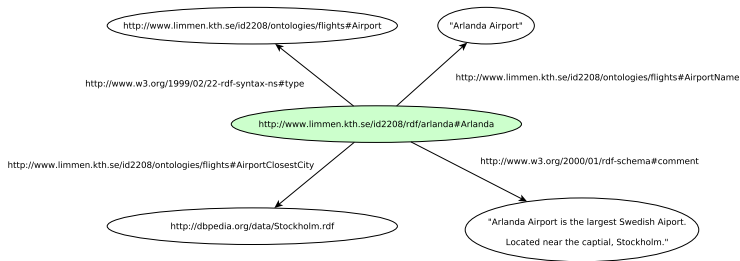 http://www.limmen.kth.se/id2208/ontologies/flights#Airport
"Arlanda Airport"
http://www.w3.org/1999/02/22-rdf-syntax-ns#type
http://www.limmen.kth.se/id2208/ontologies/flights#AirportName
http://www.limmen.kth.se/id2208/rdf/arlanda#Arlanda
http://www.limmen.kth.se/id2208/ontologies/flights#AirportClosestCity
http://www.w3.org/2000/01/rdf-schema#comment
http://dbpedia.org/data/Stockholm.rdf
"Arlanda Airport is the largest Swedish Aiport.
Located near the captial, Stockholm."